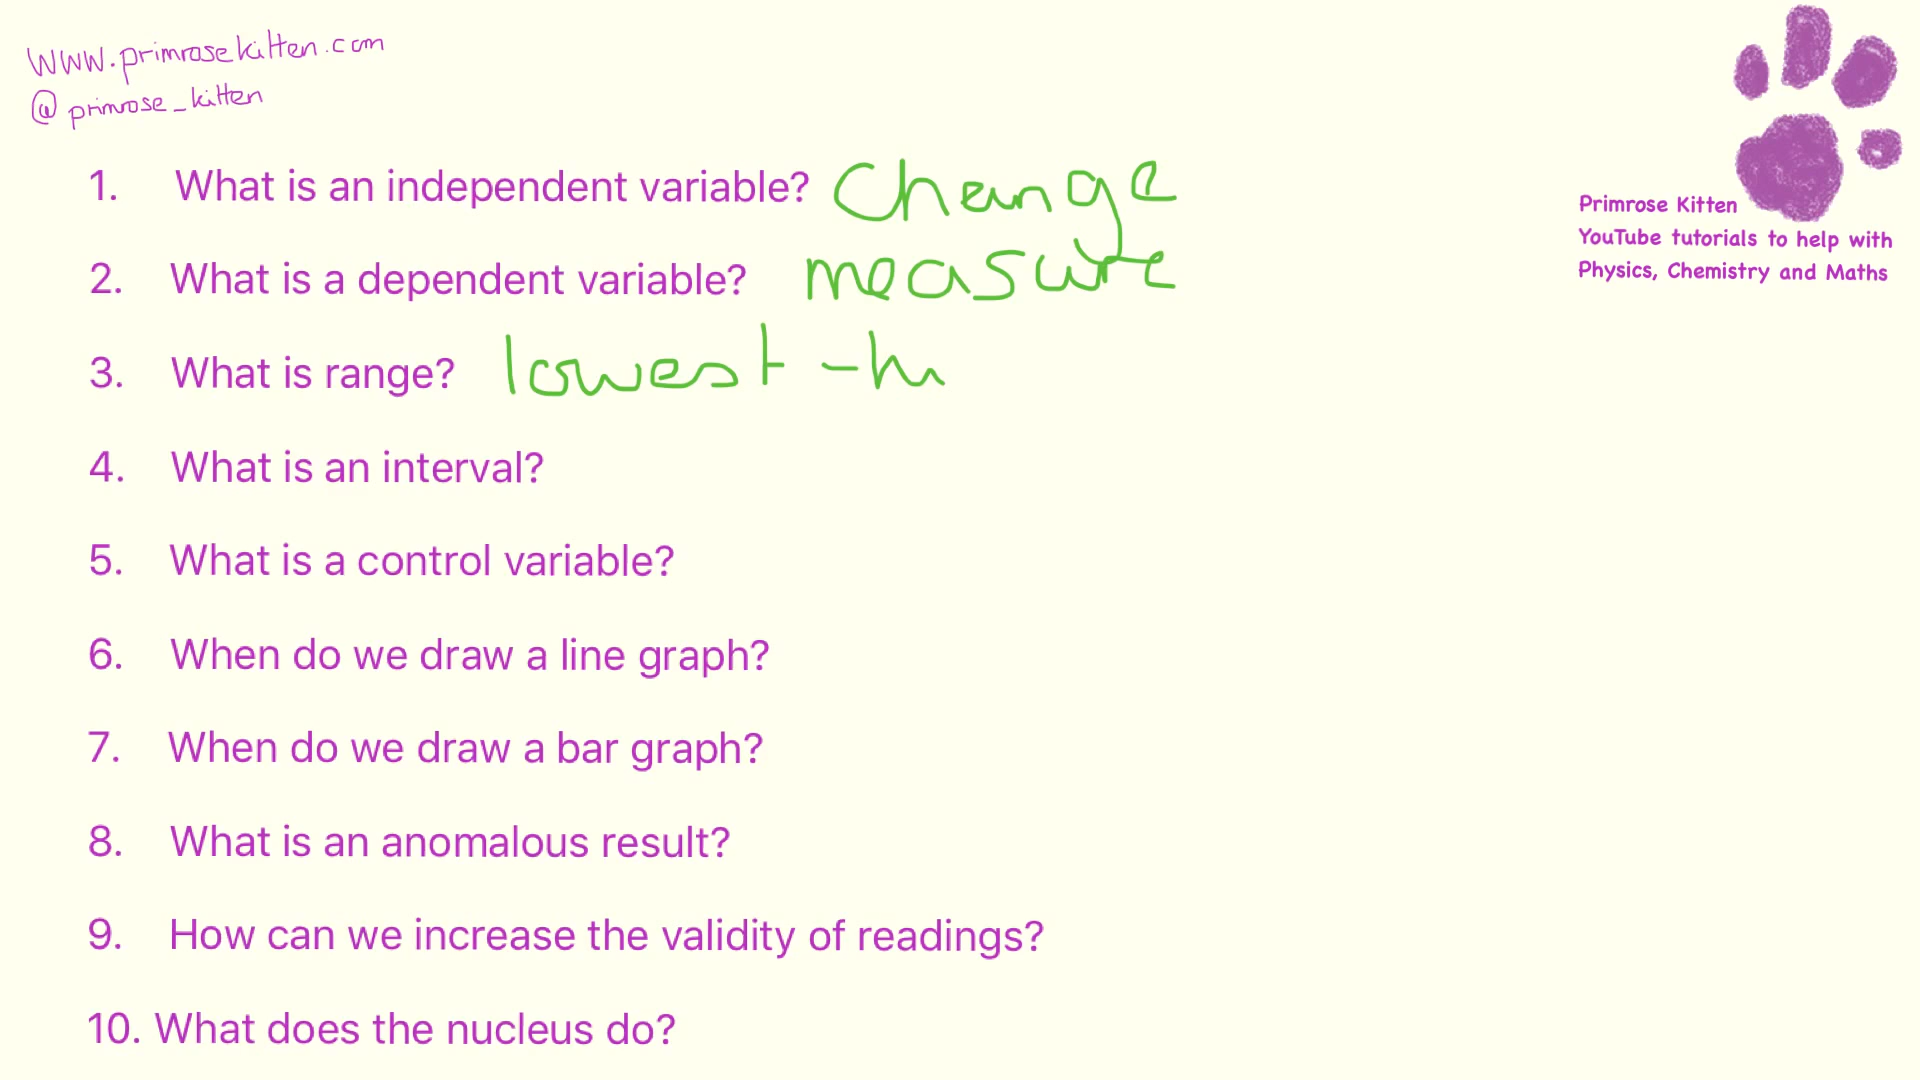 www.primrosekitten.com
@primrose_kitten
1. What is an independent variable? Change
2. What is a dependent variable? measure
3. What is range? lowest -hi
4. What is an interval?
5. What is a control variable?
6. When do we draw a line graph?
7. When do we draw a bar graph?
8. What is an anomalous result?
9. How can we increase the validity of readings?
10. What does the nucleus do?
Primrose Kitten
YouTube tutorials to help with
Physics, Chemistry and Maths